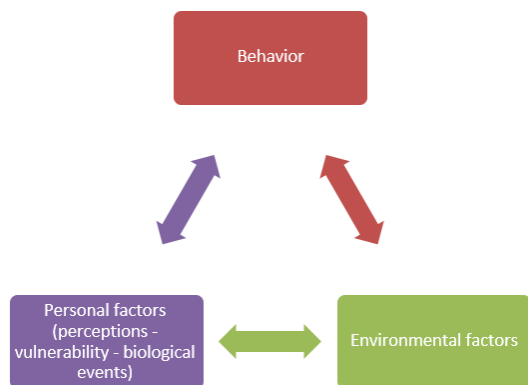 Behavior
Personal factors
(perceptions -
vulnerability - biological
events)
Environmental factors